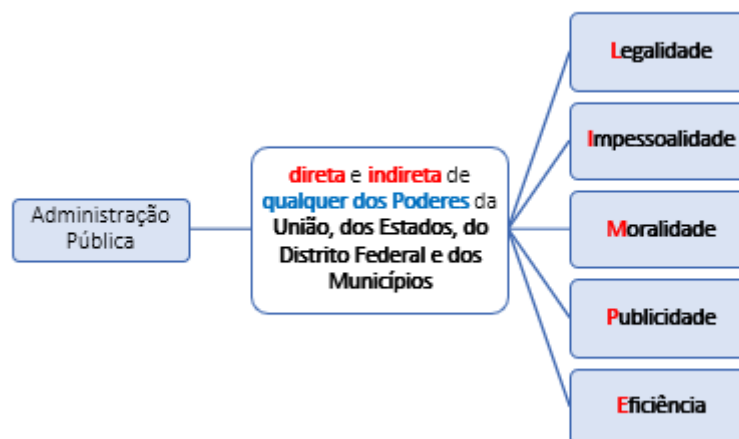 Administração
Pública
direta e indireta de
qualquer dos Poderes da
União, dos Estados, do
Distrito Federal e dos
Municípios
Legalidade
Impessoalidade
Moralidade
Publicidade
Eficiência